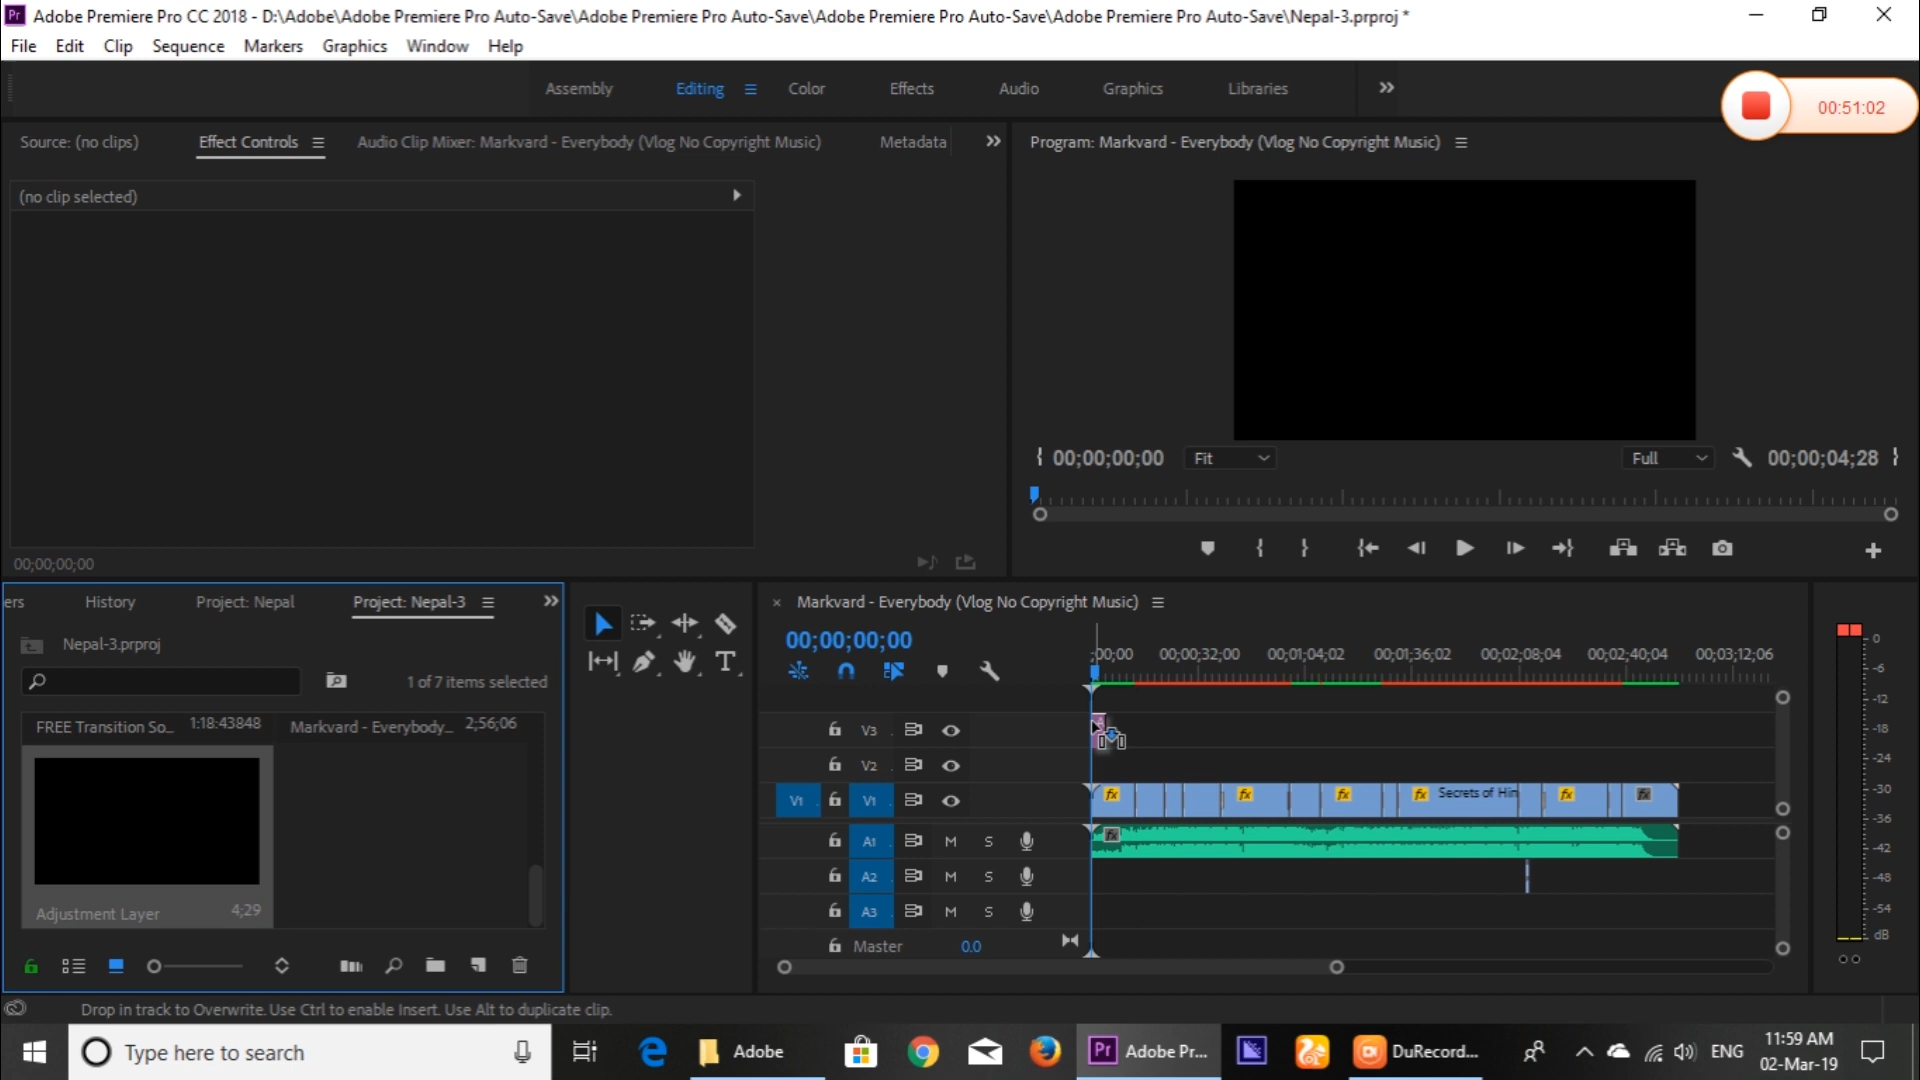 Adobe Premiere Pro CC 2018 - D:\Adobe\Adobe Premiere Pro Auto-Save\Adobe Premiere Pro Auto-Save\Adobe Premiere Pro Auto-Save\Adobe Premiere Pro Auto-Save\Nepal-3.prproj *
File Edit Clip Sequence Markers Graphics Window Help
Assembly Editing Color Effects Audio Graphics Libraries
00:51:02
Source: (no clips) Effect Controls Audio Clip Mixer: Markvard - Everybody (Vlog No Copyright Music) Metadata
Program: Markvard - Everybody (Vlog No Copyright Music)
(no clip selected)
00;00;00;00 Fit Full 00;00;04;28
00;00;00;00
ers History Project: Nepal Project: Nepal-3
Markvard - Everybody (Vlog No Copyright Music)
Nepal-3.prproj
1 of 7 items selected
FREE Transition So... 1:18:43848 Markvard - Everybody... 2;56;06
Adjustment Layer 4;29
00;00;00;00
;00;00 00;00;32;00 00;01;04;02 00;01;36;02 00;02;08;04 00;02;40;04 00;03;12;06
V3
V2
V1 V1 fx fx fx fx Secrets of Hin fx fx
A1 M S fx
A2 M S
A3 M S
Master 0.0
0
-6
-12
-18
-24
-30
-36
-42
-48
-54
dB
Drop in track to Overwrite. Use Ctrl to enable Insert. Use Alt to duplicate clip.
Type here to search Adobe Pr Adobe Pr... DuRecord... ENG
11:59 AM
02-Mar-19